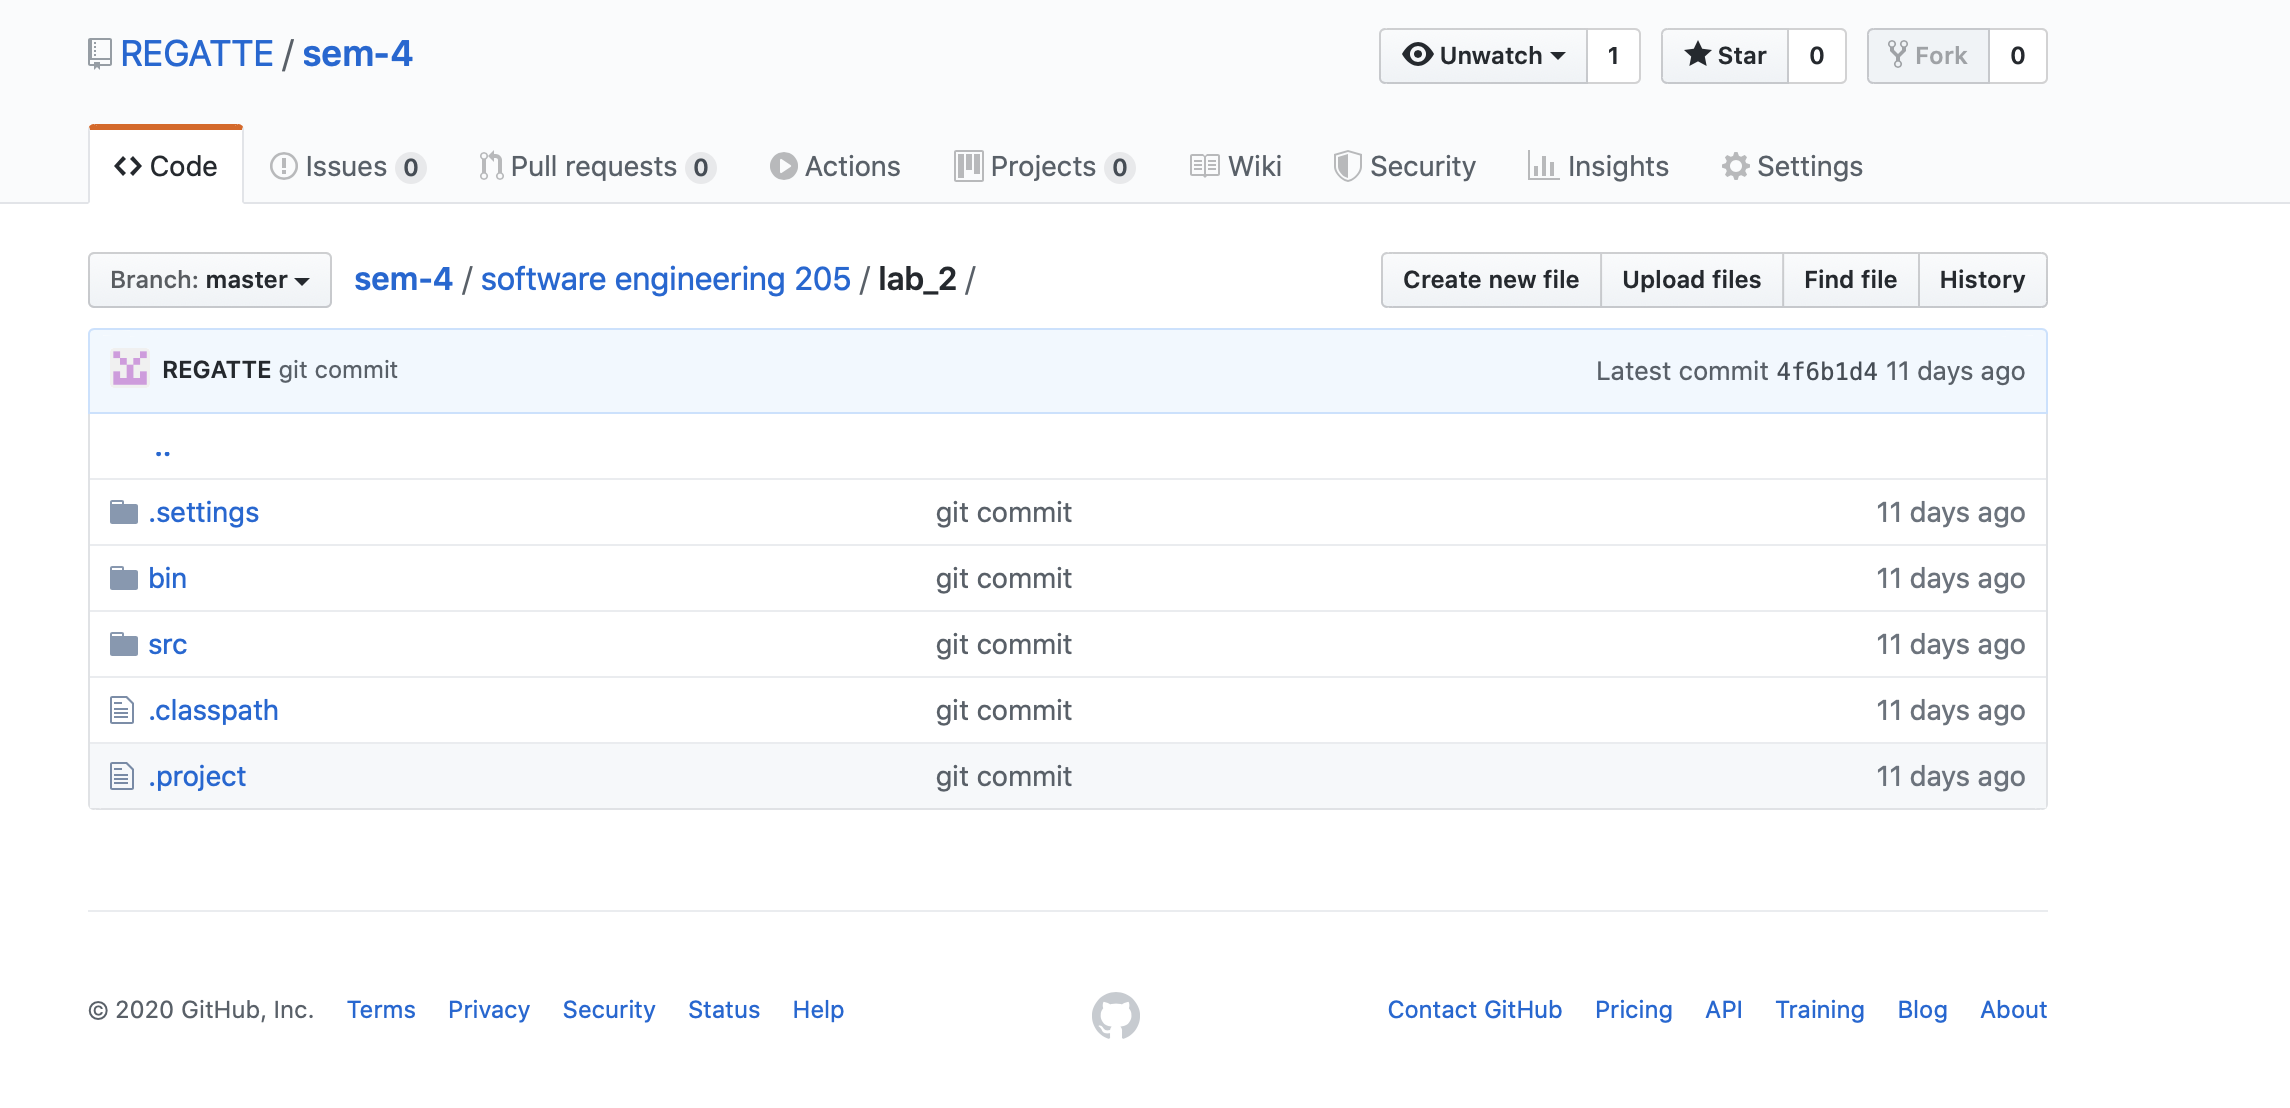 REGATTE / sem-4
Unwatch 1 Star 0 Fork 0
Code Issues 0 Pull requests 0 Actions Projects 0 Wiki Security Insights Settings
Branch: master sem-4 / software engineering 205 / lab_2 / Create new file Upload files Find file History
REGATTE git commit Latest commit 4f6b1d4 11 days ago
..
.settings git commit 11 days ago
bin git commit 11 days ago
src git commit 11 days ago
.classpath git commit 11 days ago
.project git commit 11 days ago
© 2020 GitHub, Inc. Terms Privacy Security Status Help Contact GitHub Pricing API Training Blog About